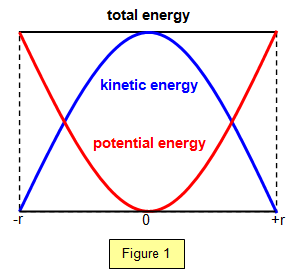 total energy
kinetic energy
potential energy
-r 0 +r
Figure 1